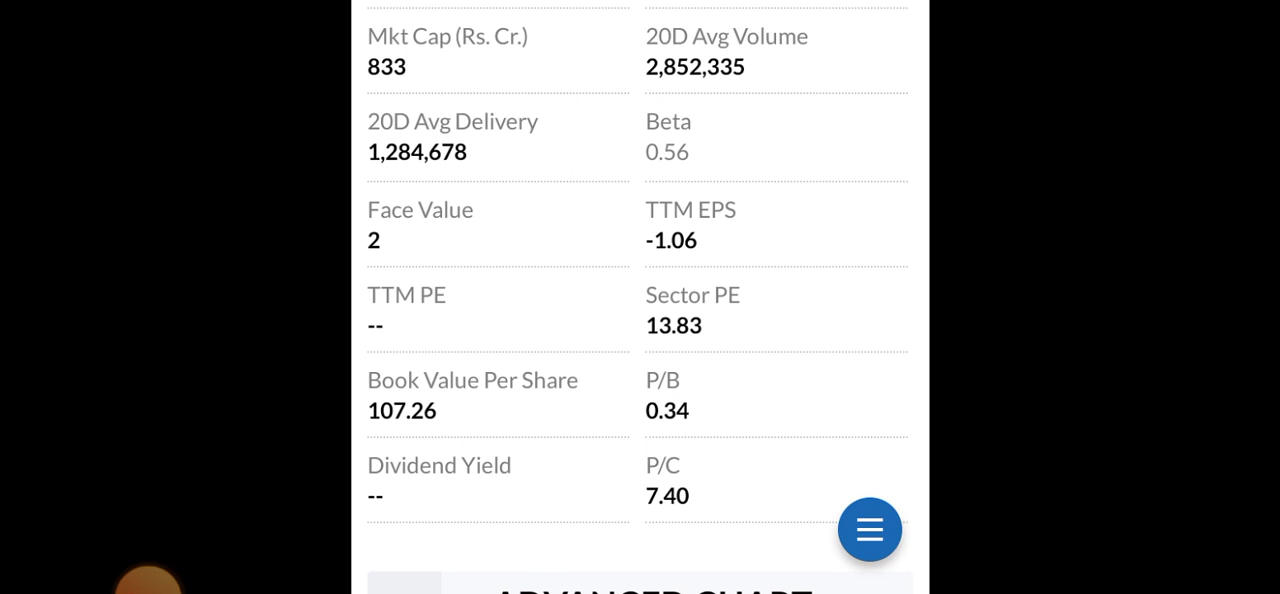 Mkt Cap (Rs. Cr.) 20D Avg Volume
833 2,852,335
20D Avg Delivery Beta
1,284,678 0.56
Face Value TTM EPS
2 -1.06
TTM PE Sector PE
-- 13.83
Book Value Per Share P/B
107.26 0.34
Dividend Yield P/C
-- 7.40
ADVANCED CHART